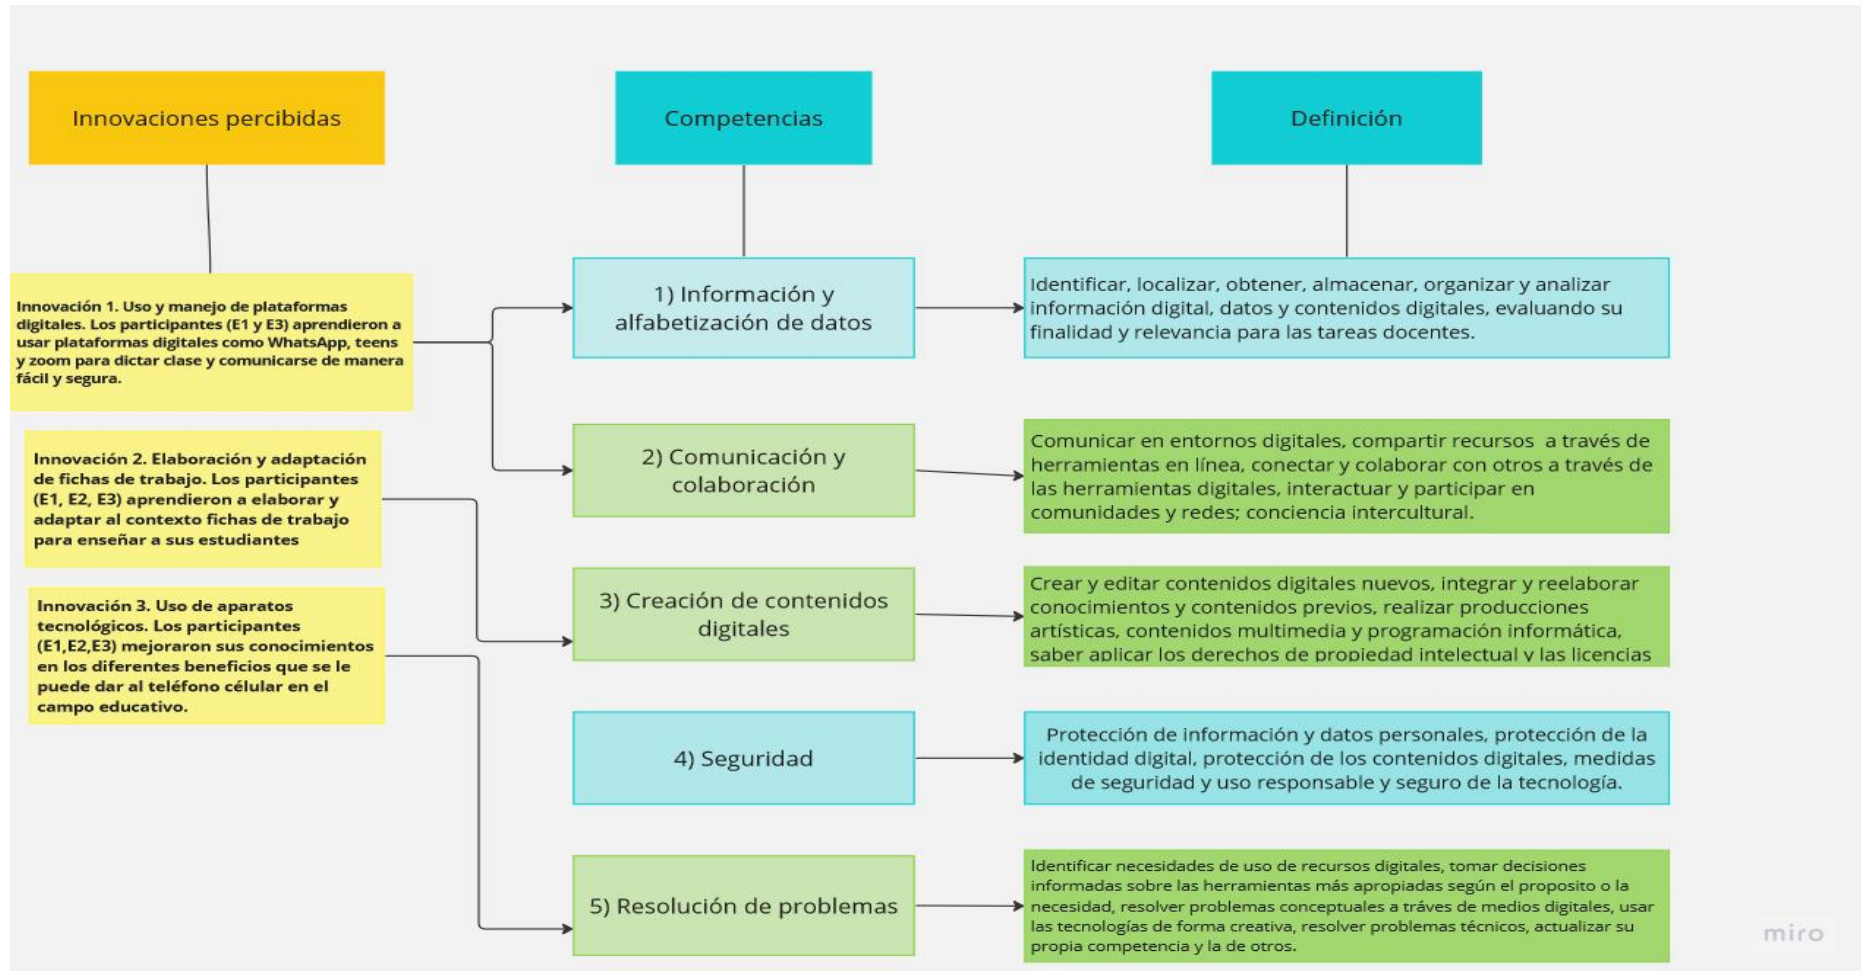 Innovaciones percibidas
Competencias
Definición
Innovación 1. Uso y manejo de plataformas
digitales. Los participantes (E1 y E3) aprendieron a
usar plataformas digitales como WhatsApp, teens
y zoom para dictar clase y comunicarse de manera
fácil y segura.
1) Información y
alfabetización de datos
Identificar, localizar, obtener, almacenar, organizar y analizar
información digital, datos y contenidos digitales, evaluando su
finalidad y relevancia para las tareas docentes.
Innovación 2. Elaboración y adaptación
de fichas de trabajo. Los participantes
(E1, E2, E3) aprendieron a elaborar y
adaptar al contexto fichas de trabajo
para enseñar a sus estudiantes
2) Comunicación y
colaboración
Comunicar en entornos digitales, compartir recursos a través de
herramientas en línea, conectar y colaborar con otros a través de
las herramientas digitales, interactuar y participar en
comunidades y redes; conciencia intercultural.
Innovación 3. Uso de aparatos
tecnológicos. Los participantes
(E1,E2,E3) mejoraron sus conocimientos
en los diferentes beneficios que se le
puede dar al teléfono célular en el
campo educativo.
3) Creación de contenidos
digitales
Crear y editar contenidos digitales nuevos, integrar y reelaborar
conocimientos y contenidos previos, realizar producciones
artísticas, contenidos multimedia y programación informática,
saber aplicar los derechos de propiedad intelectual y las licencias
4) Seguridad
Protección de información y datos personales, protección de la
identidad digital, protección de los contenidos digitales, medidas
de seguridad y uso responsable y seguro de la tecnología.
5) Resolución de problemas
Identificar necesidades de uso de recursos digitales, tomar decisiones
informadas sobre las herramientas más apropiadas según el proposito o la
necesidad, resolver problemas conceptuales a tráves de medios digitales, usar
las tecnologías de forma creativa, resolver problemas técnicos, actualizar su
propia competencia y la de otros.
miro